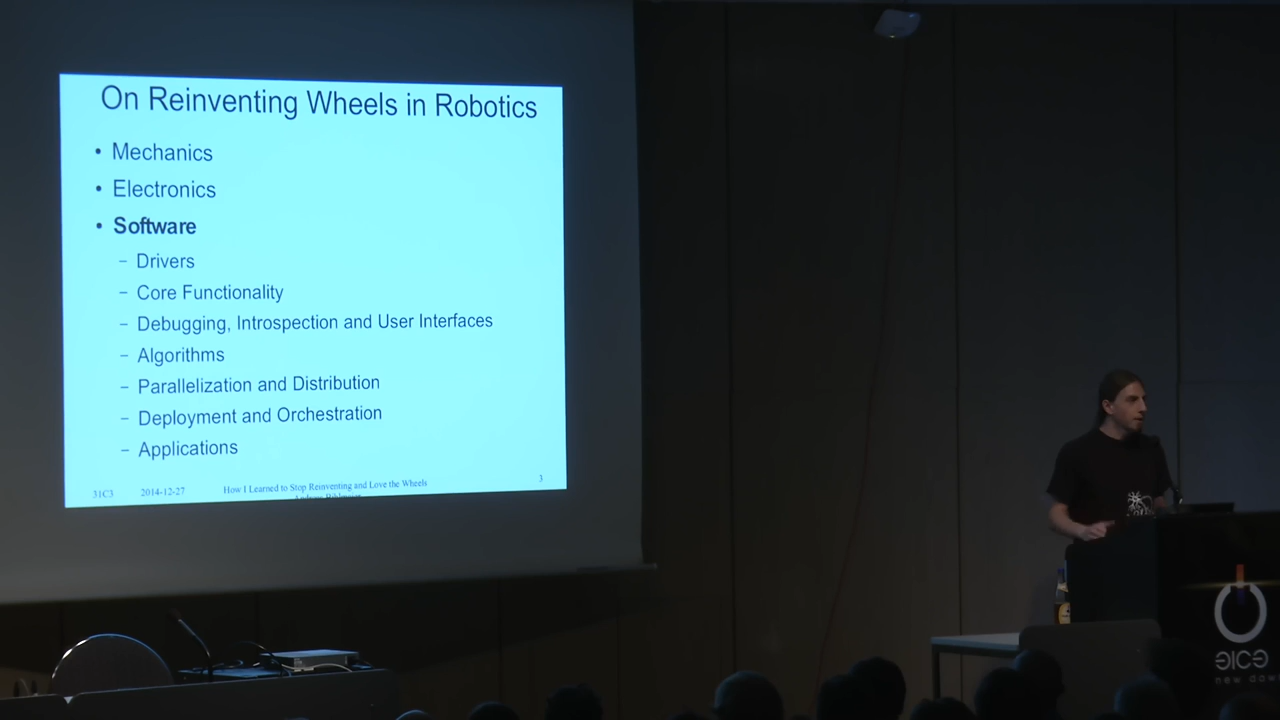 On Reinventing Wheels in Robotics
• Mechanics
• Electronics
• Software
– Drivers
– Core Functionality
– Debugging, Introspection and User Interfaces
– Algorithms
– Parallelization and Distribution
– Deployment and Orchestration
– Applications
31C3 2014-12-27 How I Learned to Stop Reinventing and Love the Wheels 3
new daw